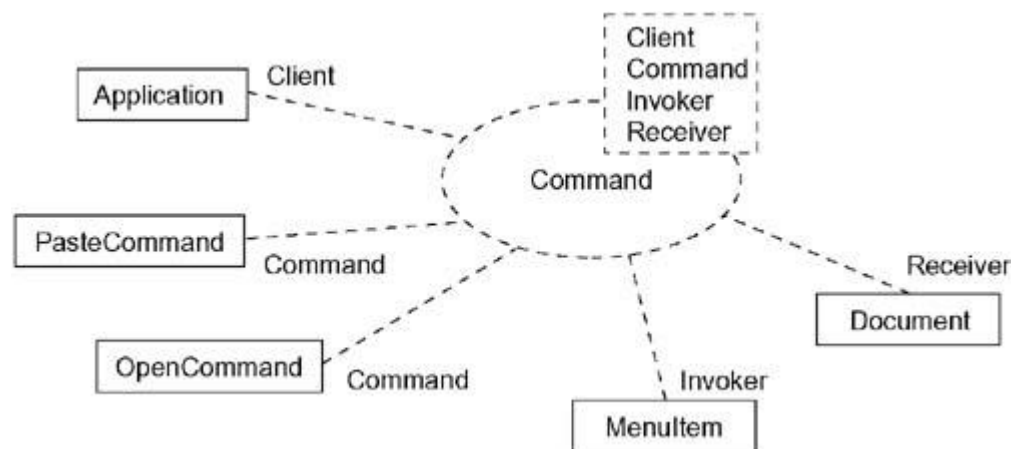 Client
Command
Invoker
Receiver
Client
Application
Command
PasteCommand
Command
Receiver
Document
OpenCommand
Command
Invoker
MenuItem